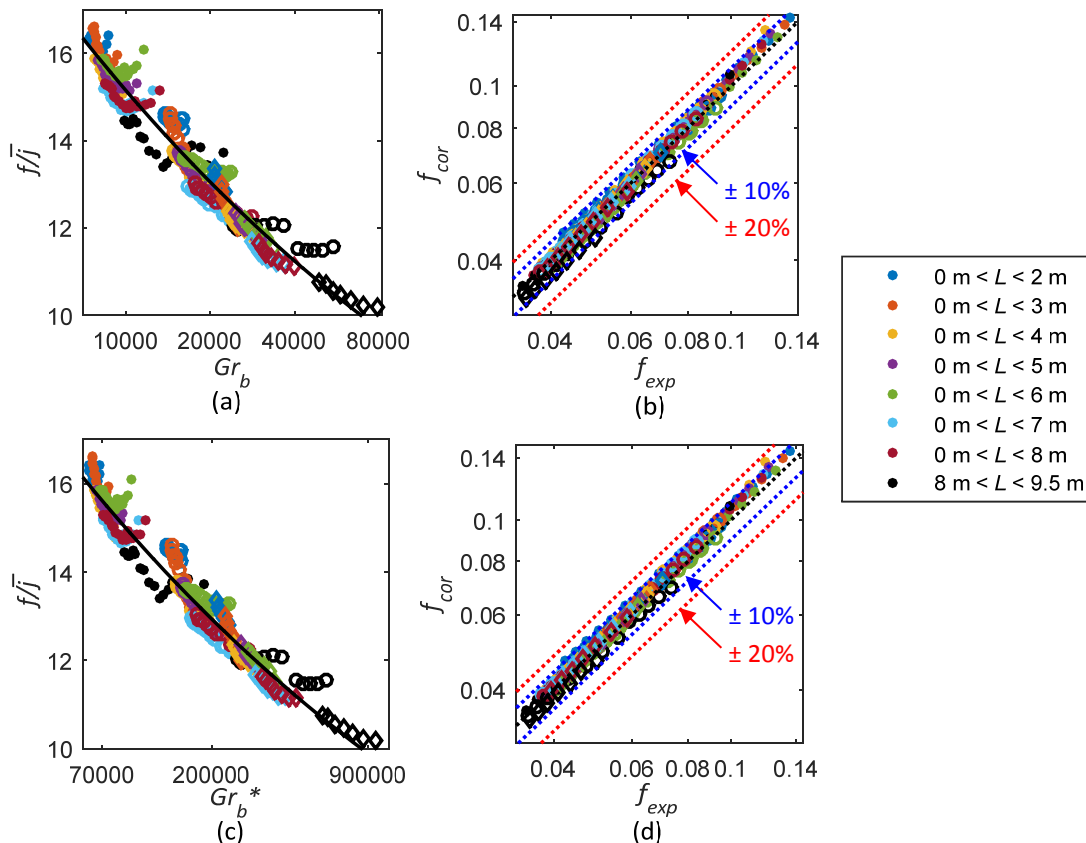 16
14
12
10
f/j̅
10000 20000 40000 80000
Gr_b
(a)
0.14
0.1
0.08
0.06
0.04
f_cor
± 10%
± 20%
0.04 0.06 0.08 0.1 0.14
f_exp
(b)
0 m < L < 2 m
0 m < L < 3 m
0 m < L < 4 m
0 m < L < 5 m
0 m < L < 6 m
0 m < L < 7 m
0 m < L < 8 m
8 m < L < 9.5 m
16
14
12
10
f/j̅
70000 200000 900000
Gr_b*
(c)
0.14
0.1
0.08
0.06
0.04
f_cor
± 10%
± 20%
0.04 0.06 0.08 0.1 0.14
f_exp
(d)